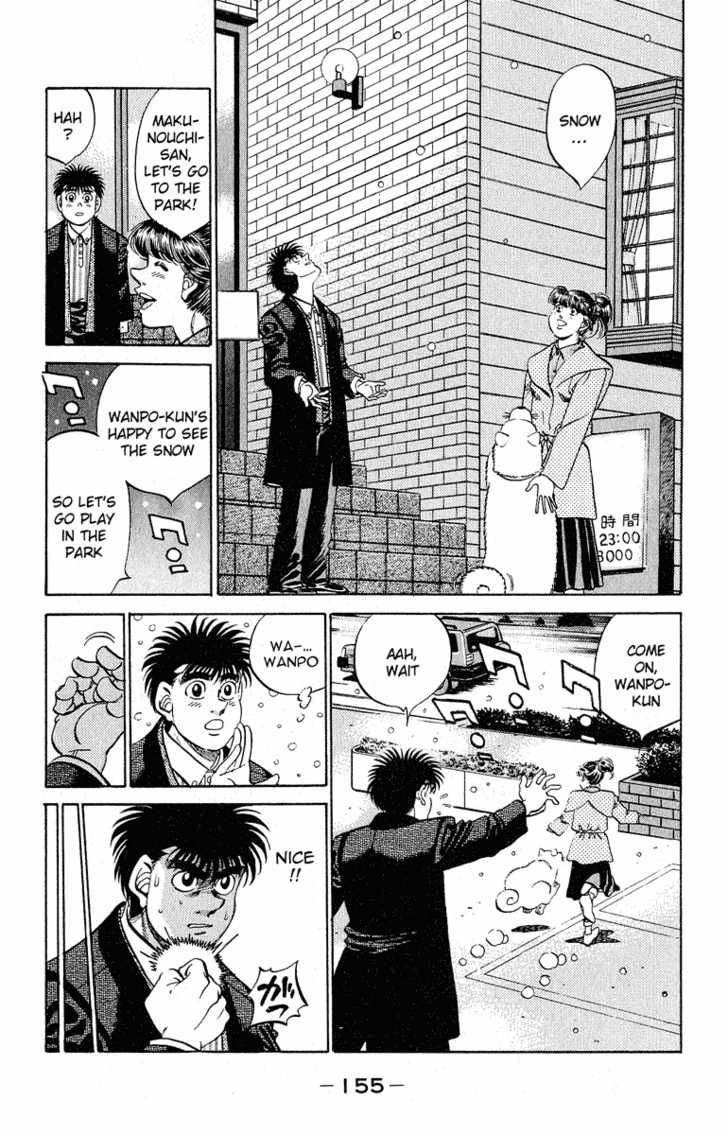 SNOW
...
MAKU-
NOUCHI-
SAN,
LET'S GO
TO THE
PARK!
HAH
?
時間
23:00
3000
WANPO-KUN'S
HAPPY TO SEE
THE SNOW
SO LET'S
GO PLAY
IN THE
PARK
COME
ON,
WANPO-
KUN
AAH,
WAIT
WA-...
WANPO
NICE
!!
ガッ
- 155 -